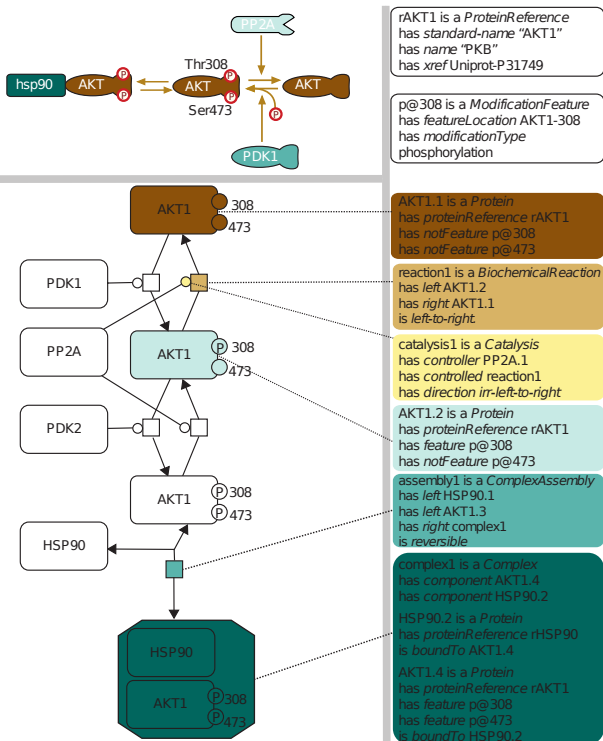 PP2A
Thr308
hsp90
AKT
P
P
AKT
P
P
AKT
Ser473
P
PDK1
AKT1
308
473
PDK1
PP2A
AKT1
P
308
473
PDK2
AKT1
P
308
P
473
HSP90
HSP90
AKT1
P
308
P
473
rAKT1 is a ProteinReference
has standard-name “AKT1”
has name “PKB”
has xref Uniprot-P31749
p@308 is a ModificationFeature
has featureLocation AKT1-308
has modificationType
phosphorylation
AKT1.1 is a Protein
has proteinReference rAKT1
has notFeature p@308
has notFeature p@473
reaction1 is a BiochemicalReaction
has left AKT1.2
has right AKT1.1
is left-to-right.
catalysis1 is a Catalysis
has controller PP2A.1
has controlled reaction1
has direction irr-left-to-right
AKT1.2 is a Protein
has proteinReference rAKT1
has feature p@308
has notFeature p@473
assembly1 is a ComplexAssembly
has left HSP90.1
has left AKT1.3
has right complex1
is reversible
complex1 is a Complex
has component AKT1.4
has component HSP90.2
HSP90.2 is a Protein
has proteinReference rHSP90
is boundTo AKT1.4
AKT1.4 is a Protein
has proteinReference rAKT1
has feature p@308
has feature p@473
is boundTo HSP90.2